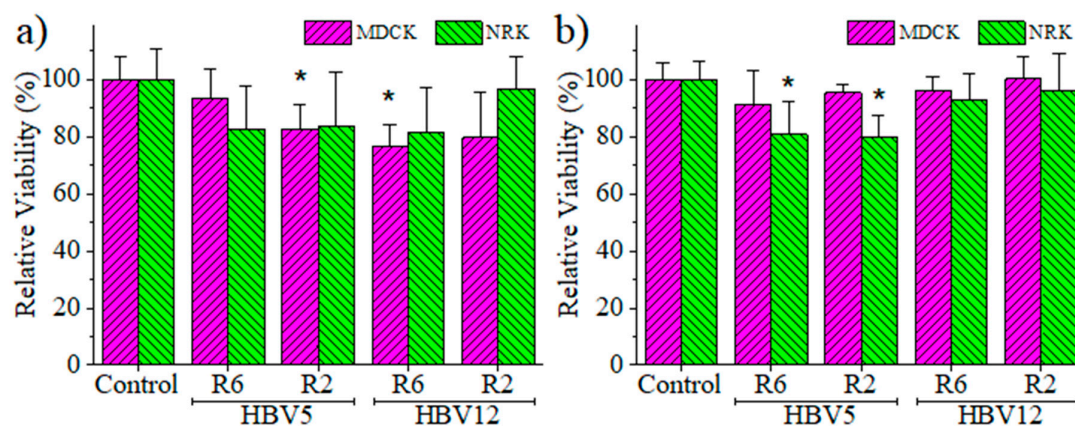 a)
MDCK NRK
Relative Viability (%)
100
80
60
40
20
0
* *
Control R6 R2 R6 R2
HBV5 HBV12
b)
MDCK NRK
Relative Viability (%)
100
80
60
40
20
0
* *
Control R6 R2 R6 R2
HBV5 HBV12